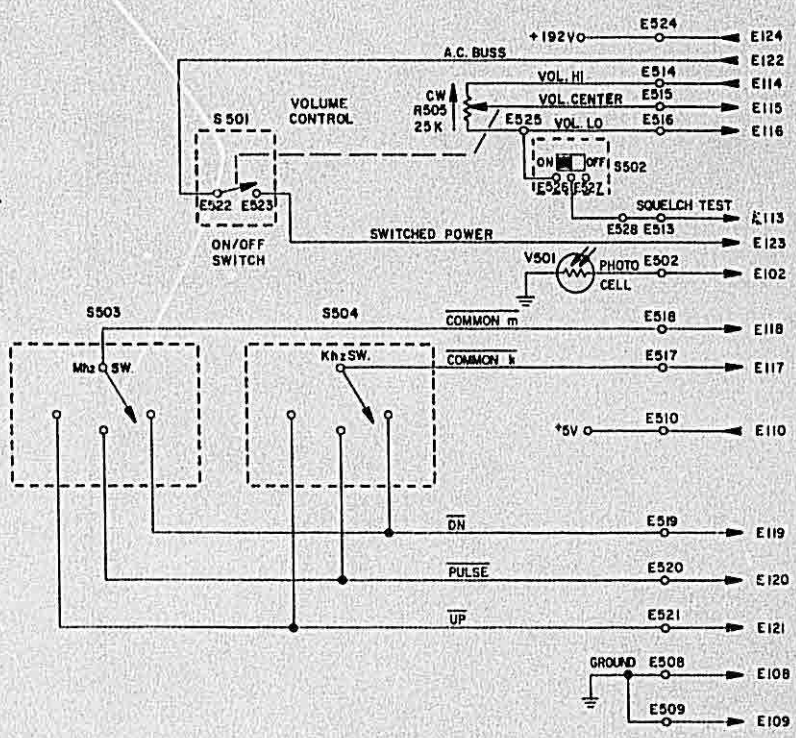 E524
+192V
E124
A.C. BUSS
E122
VOL. HI
E514
E114
CW
R505
25 K
VOL. CENTER
E515
E115
VOLUME
CONTROL
E525
VOL. LO
E516
E116
S501
ON
OFF
S502
E526
E527
E522
E523
SQUELCH TEST
E528
E513
E113
SWITCHED POWER
E123
ON/OFF
SWITCH
V501
PHOTO
CELL
E502
E102
S503
S504
COMMON m
E518
E118
Mhz SW.
Khz SW.
COMMON k
E517
E117
+5V
E510
E110
DN
E519
E119
PULSE
E520
E120
UP
E521
E121
GROUND
E508
E108
E509
E109